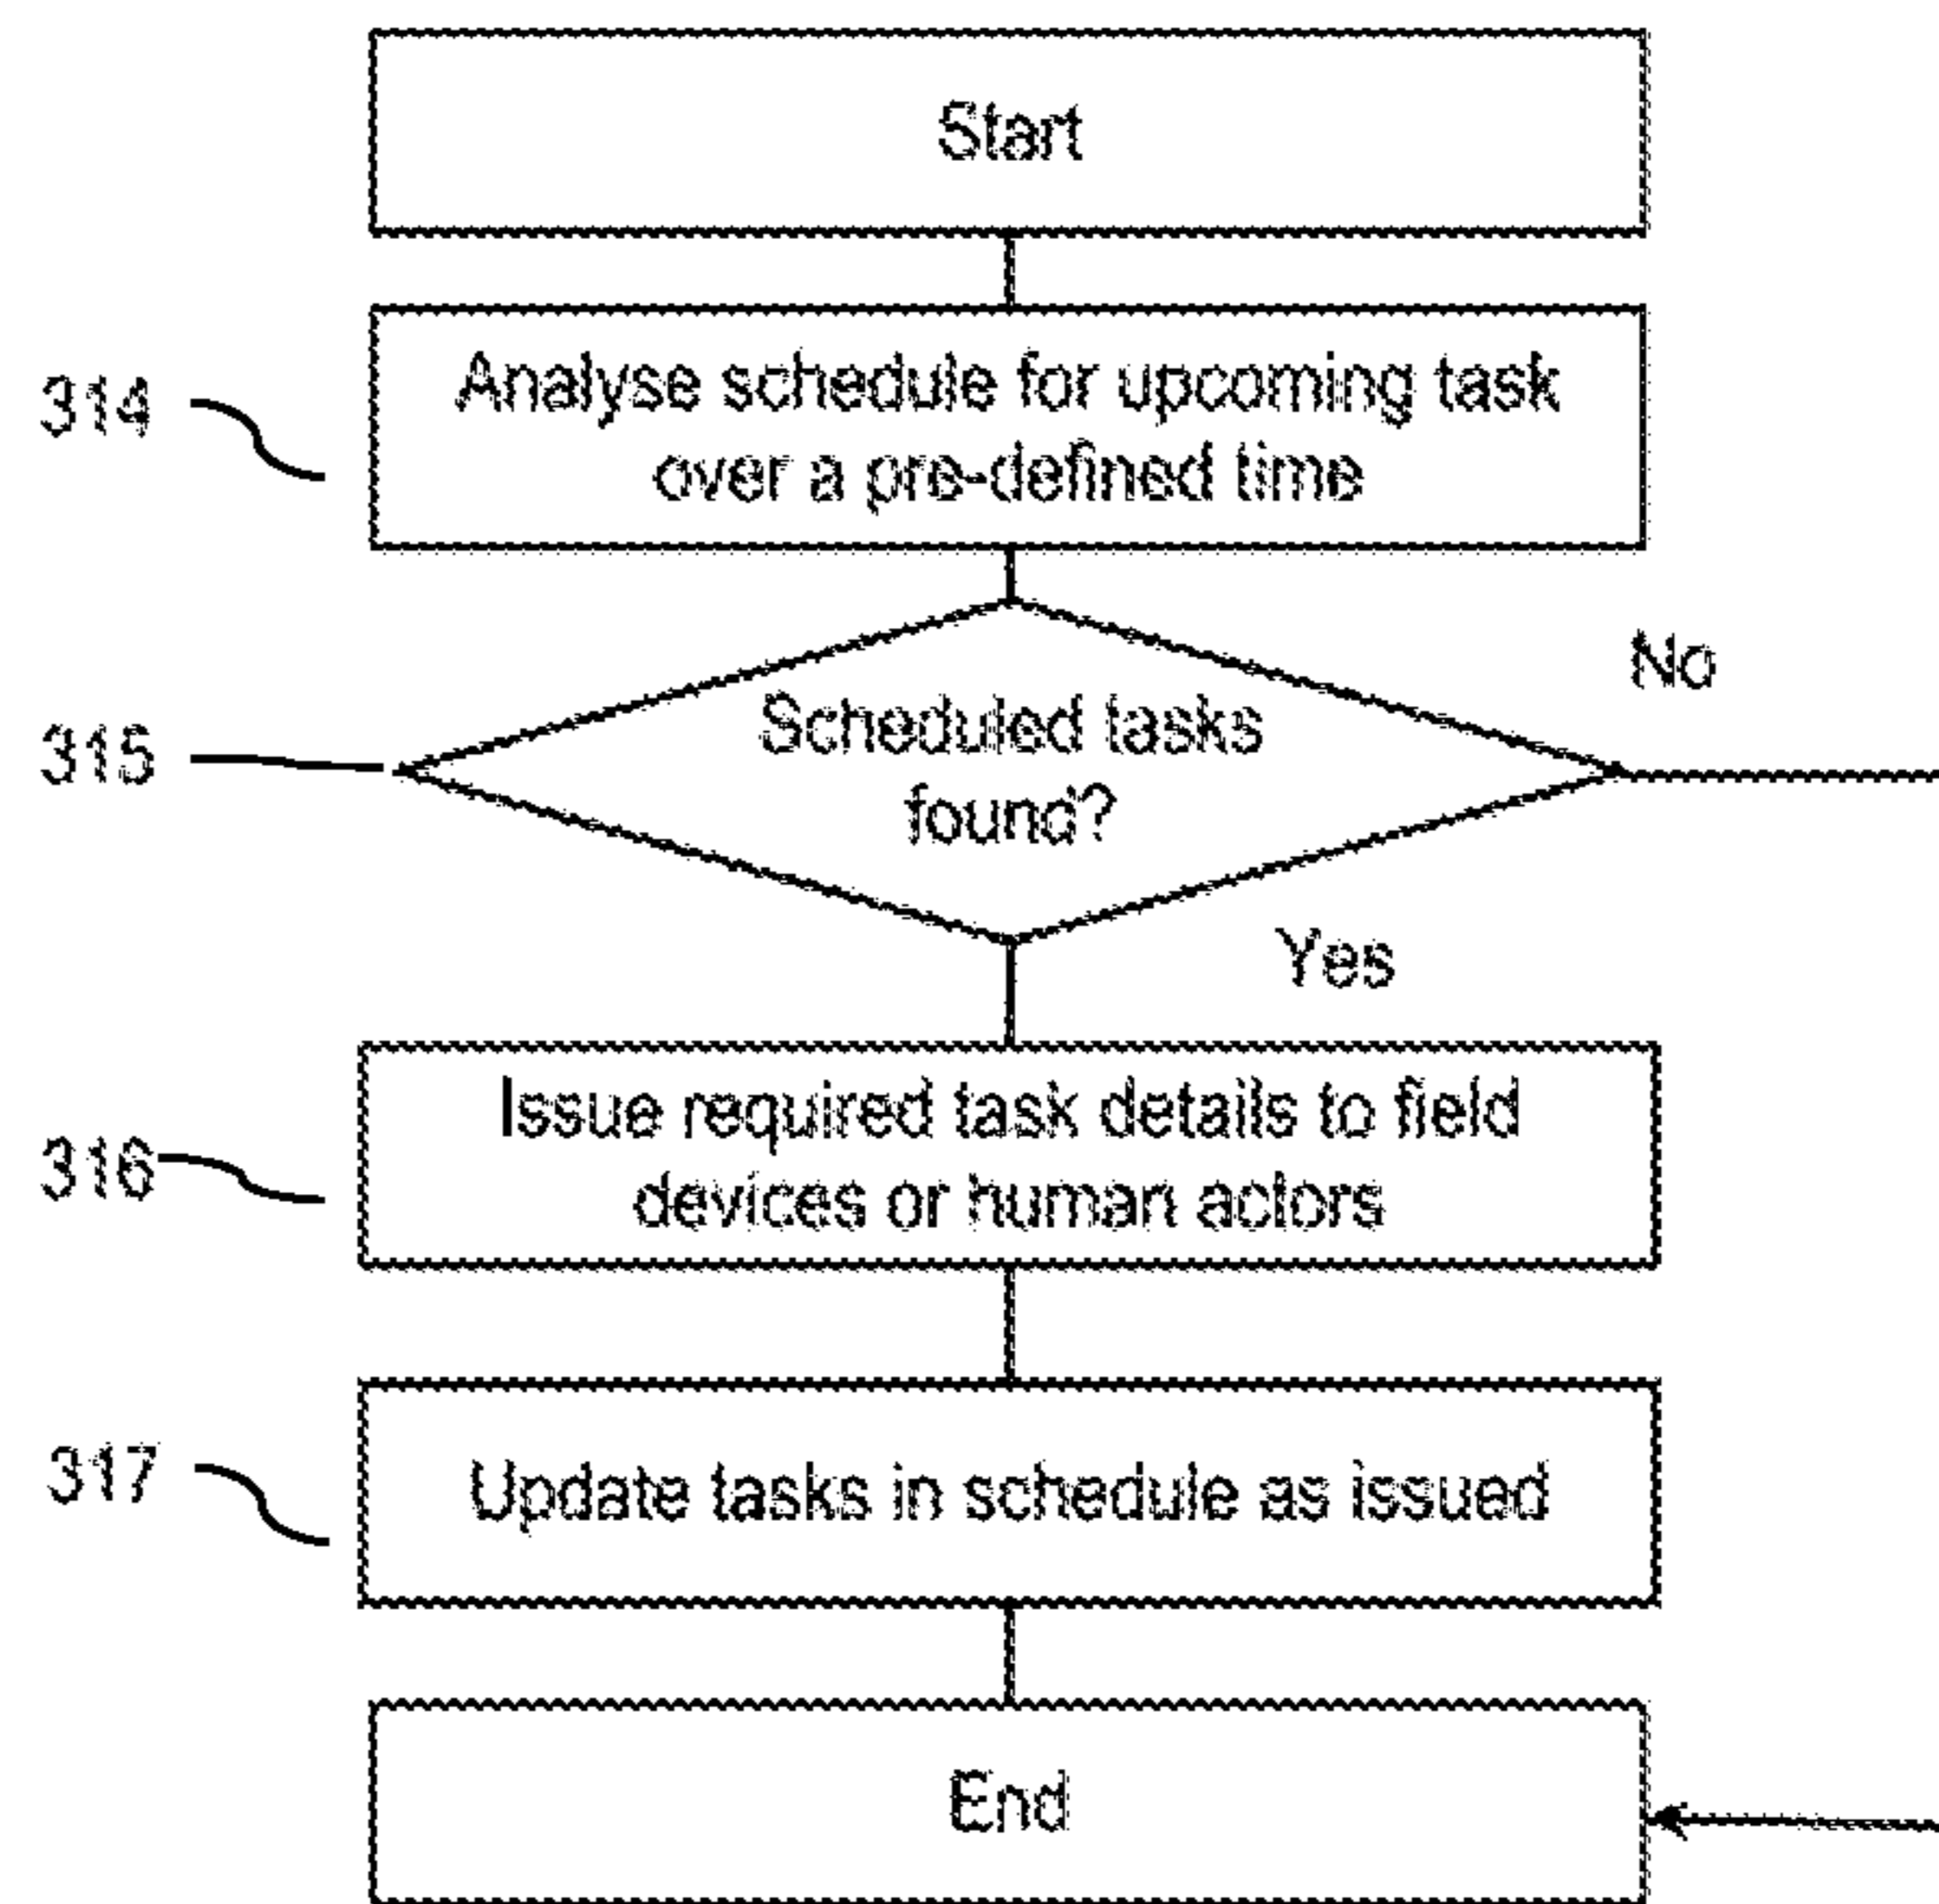 Start
314
Analyse schedule for upcoming task
over a pre-defined time
No
315
Scheduled tasks
found?
Yes
316
Issue required task details to field
devices or human actors
317
Update tasks in schedule as issued
End